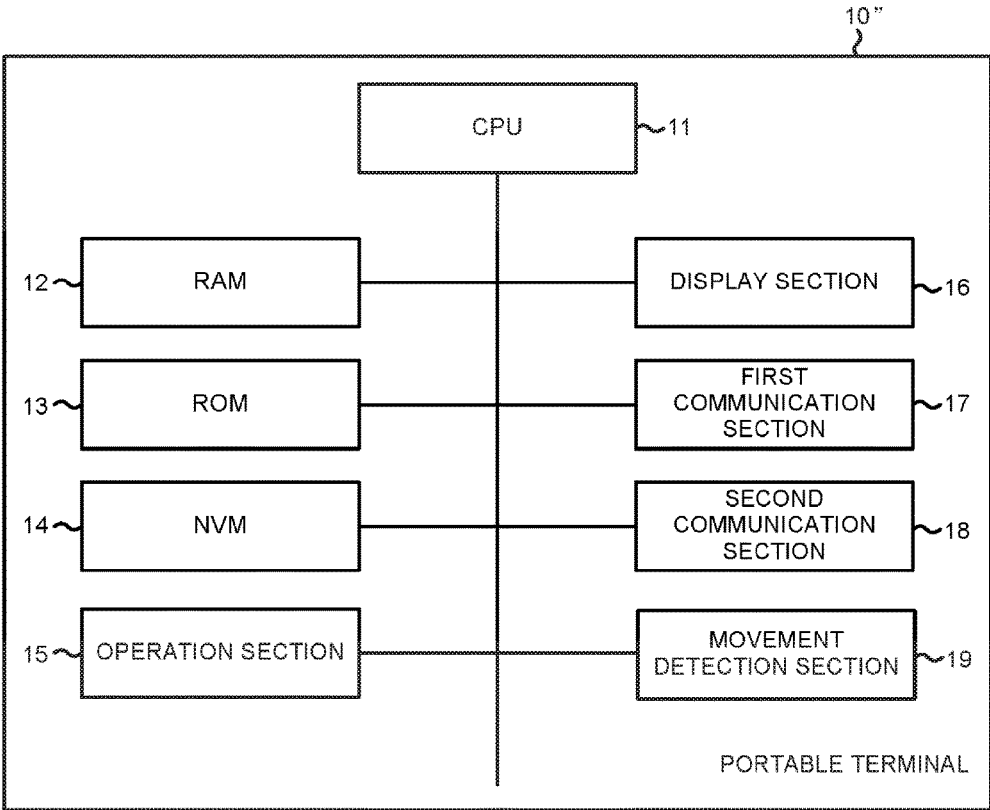 10”
CPU
11
12
RAM
DISPLAY SECTION
16
13
ROM
FIRST
COMMUNICATION
SECTION
17
14
NVM
SECOND
COMMUNICATION
SECTION
18
15
OPERATION SECTION
MOVEMENT
DETECTION SECTION
19
PORTABLE TERMINAL